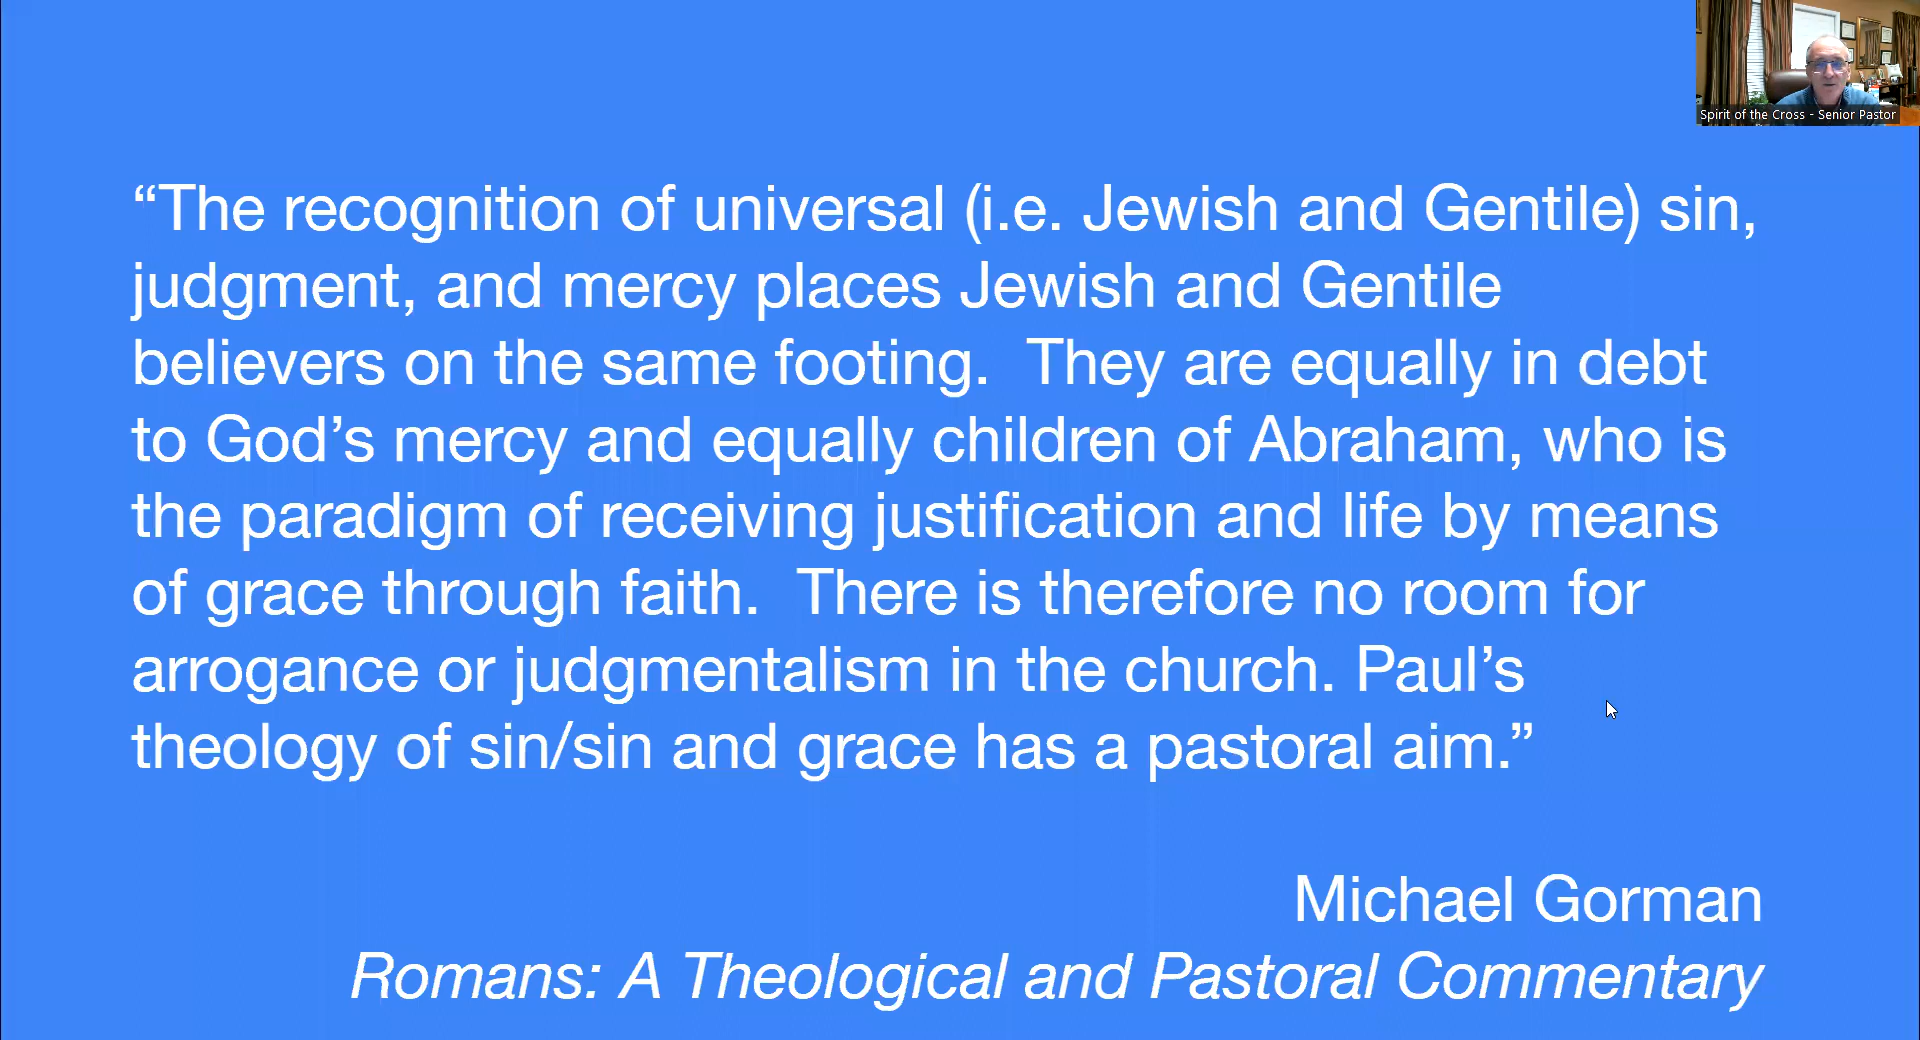 Spirit of the Cross - Senior Pastor
“The recognition of universal (i.e. Jewish and Gentile) sin,
judgment, and mercy places Jewish and Gentile
believers on the same footing.  They are equally in debt
to God’s mercy and equally children of Abraham, who is
the paradigm of receiving justification and life by means
of grace through faith.  There is therefore no room for
arrogance or judgmentalism in the church. Paul’s
theology of sin/sin and grace has a pastoral aim.”
Michael Gorman
Romans: A Theological and Pastoral Commentary